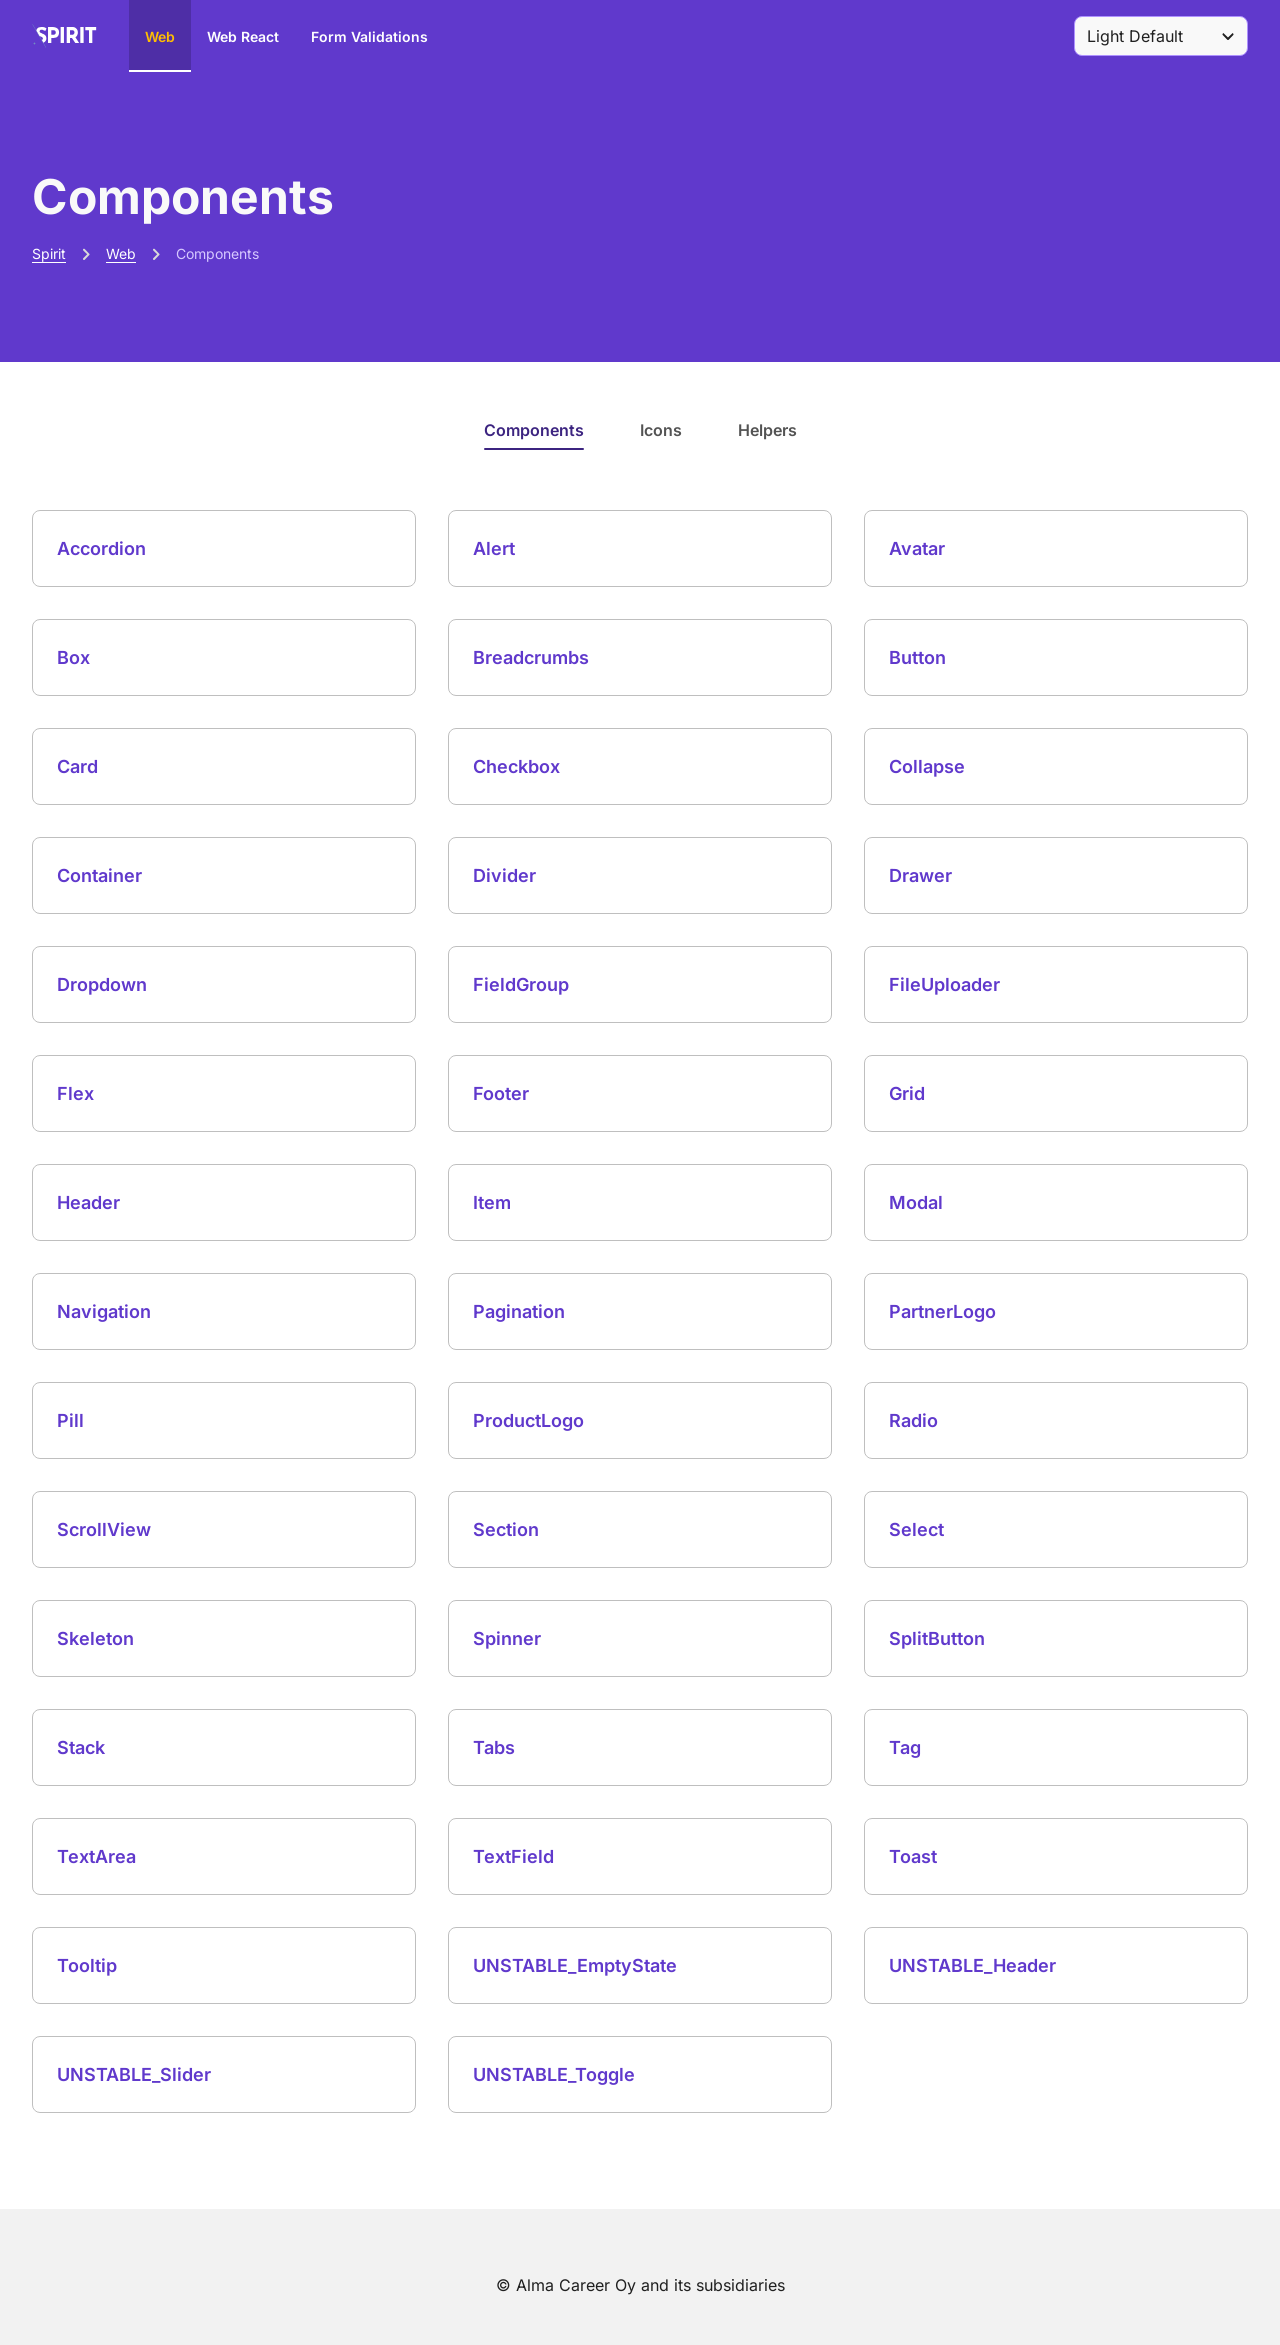 SPIRIT Web Web React Form Validations Light Default
Components
Spirit Web Components
Components Icons Helpers
Accordion Alert Avatar
Box Breadcrumbs Button
Card Checkbox Collapse
Container Divider Drawer
Dropdown FieldGroup FileUploader
Flex Footer Grid
Header Item Modal
Navigation Pagination PartnerLogo
Pill ProductLogo Radio
ScrollView Section Select
Skeleton Spinner SplitButton
Stack Tabs Tag
TextArea TextField Toast
Tooltip UNSTABLE_EmptyState UNSTABLE_Header
UNSTABLE_Slider UNSTABLE_Toggle
© Alma Career Oy and its subsidiaries